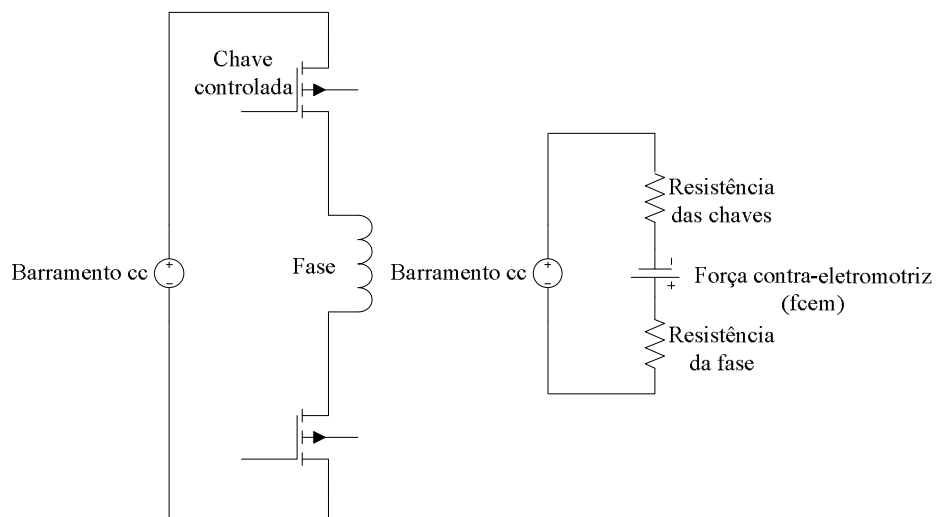 Chave
controlada
Barramento cc
Fase
Barramento cc
Resistência
das chaves
Força contra-eletromotriz
(fcem)
Resistência
da fase